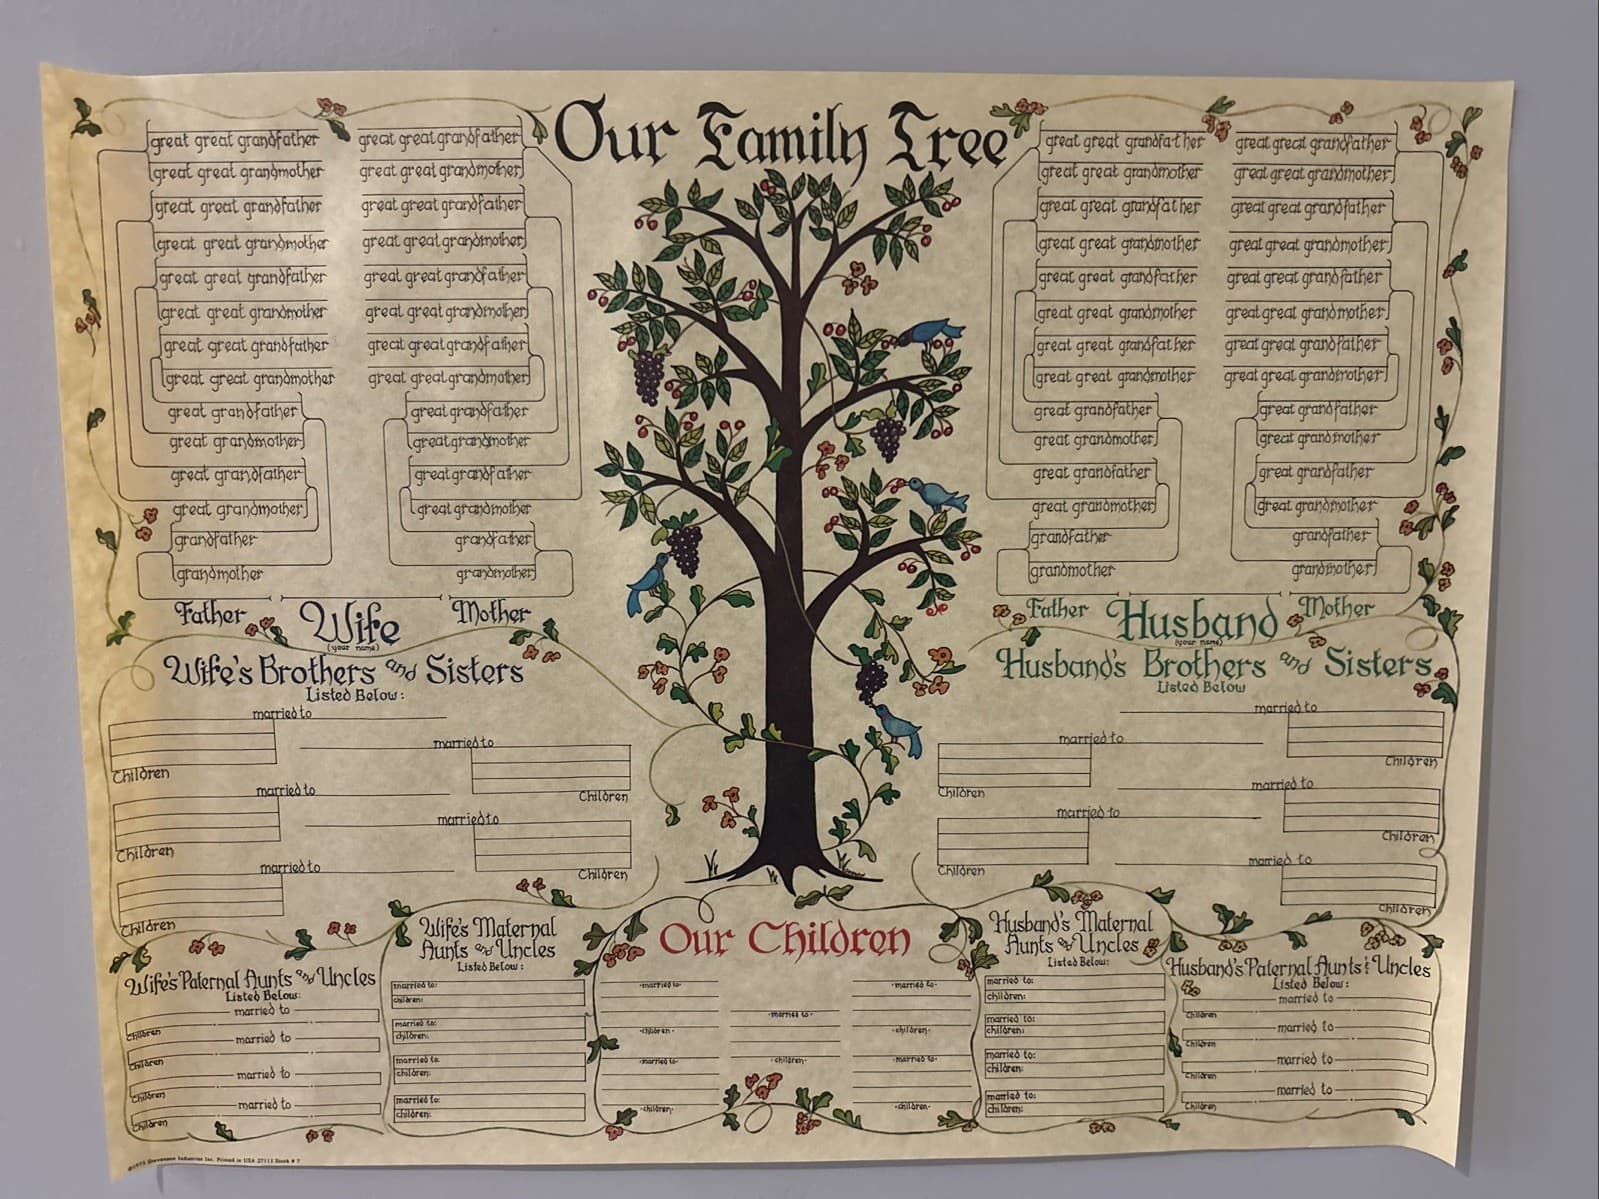 Our Family Tree
great great grandfather
great great grandmother
great great grandfather
great great grandmother
great great grandfather
great great grandmother
great great grandfather
great great grandmother
great grandfather
great grandmother
great grandfather
great grandmother
grandfather
grandmother
great great grandfather
great great grandmother
great great grandfather
great great grandmother
great great grandfather
great great grandmother
great great grandfather
great great grandmother
great grandfather
great grandmother
great grandfather
great grandmother
grandfather
grandmother
Father Wife Mother
(your name)
great great grandfather
great great grandmother
great great grandfather
great great grandmother
great great grandfather
great great grandmother
great great grandfather
great great grandmother
great grandfather
great grandmother
great grandfather
great grandmother
grandfather
grandmother
great great grandfather
great great grandmother
great great grandfather
great great grandmother
great great grandfather
great great grandmother
great great grandfather
great great grandmother
great grandfather
great grandmother
great grandfather
great grandmother
grandfather
grandmother
Father Husband Mother
(your name)
Wife's Brothers and Sisters
Listed Below:
married to
Children
married to
Children
married to
Children
married to
Children
married to
Children
Husband's Brothers and Sisters
Listed Below
married to
Children
married to
Children
married to
Children
married to
Children
married to
Children
Wife's Paternal Aunts and Uncles
Listed Below:
married to
Children
married to
Children
married to
Children
married to
Children
Wife's Maternal
Aunts and Uncles
Listed Below:
married to:
children:
married to:
children:
married to:
children:
married to:
children:
Our Children
-married to-
-children-
-married to-
-children-
-married to-
-children-
-married to-
-children-
-married to-
-children-
Husband's Maternal
Aunts and Uncles
Listed Below:
married to:
children:
married to:
children:
married to:
children:
married to:
children:
Husband's Paternal Aunts & Uncles
Listed Below:
married to
Children
married to
Children
married to
Children
married to
Children
©1975 Stevenson Industries Inc. Printed in USA 27113 Stock # 7